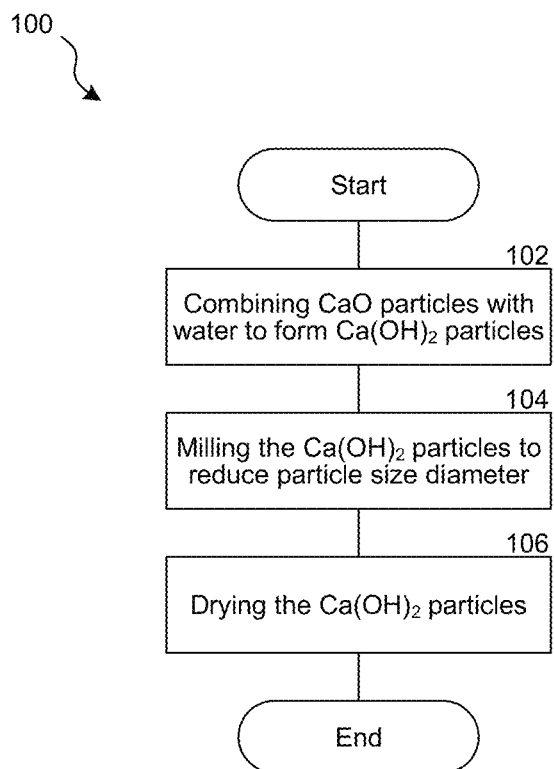 100
Start
102
Combining CaO particles with
water to form Ca(OH)₂ particles
104
Milling the Ca(OH)₂ particles to
reduce particle size diameter
106
Drying the Ca(OH)₂ particles
End